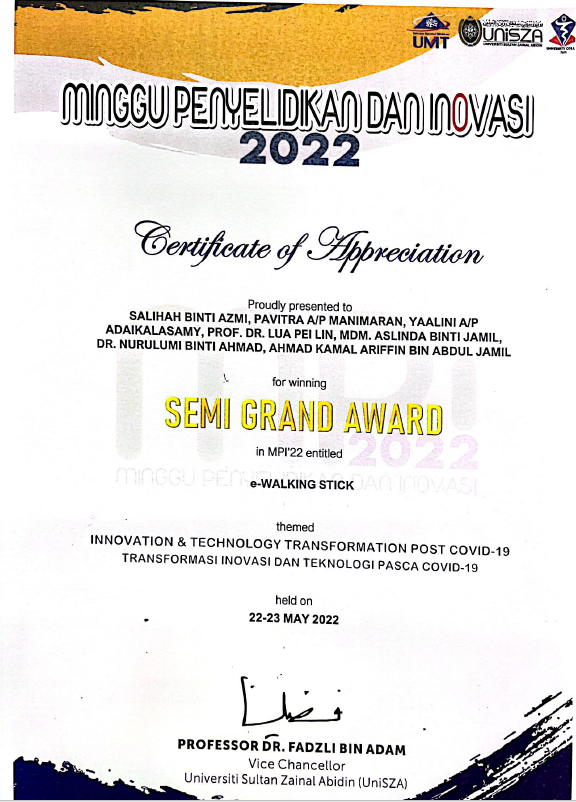 UMT
UniSZA
UNIVERSITI SULTAN ZAINAL ABIDIN
MINGGU PENYELIDIKAN DAN INOVASI
2022
Certificate of Appreciation
Proudly presented to
SALIHAH BINTI AZMI, PAVITRA A/P MANIMARAN, YAALINI A/P
ADAIKALASAMY, PROF. DR. LUA PEI LIN, MDM. ASLINDA BINTI JAMIL,
DR. NURULUMI BINTI AHMAD, AHMAD KAMAL ARIFFIN BIN ABDUL JAMIL
for winning
SEMI GRAND AWARD
in MPI'22 entitled
MPI
2022
e-WALKING STICK
MINGGU PENYELIDIKAN DAN INOVASI
themed
INNOVATION & TECHNOLOGY TRANSFORMATION POST COVID-19
TRANSFORMASI INOVASI DAN TEKNOLOGI PASCA COVID-19
held on
22-23 MAY 2022
PROFESSOR DR. FADZLI BIN ADAM
Vice Chancellor
Universiti Sultan Zainal Abidin (UniSZA)